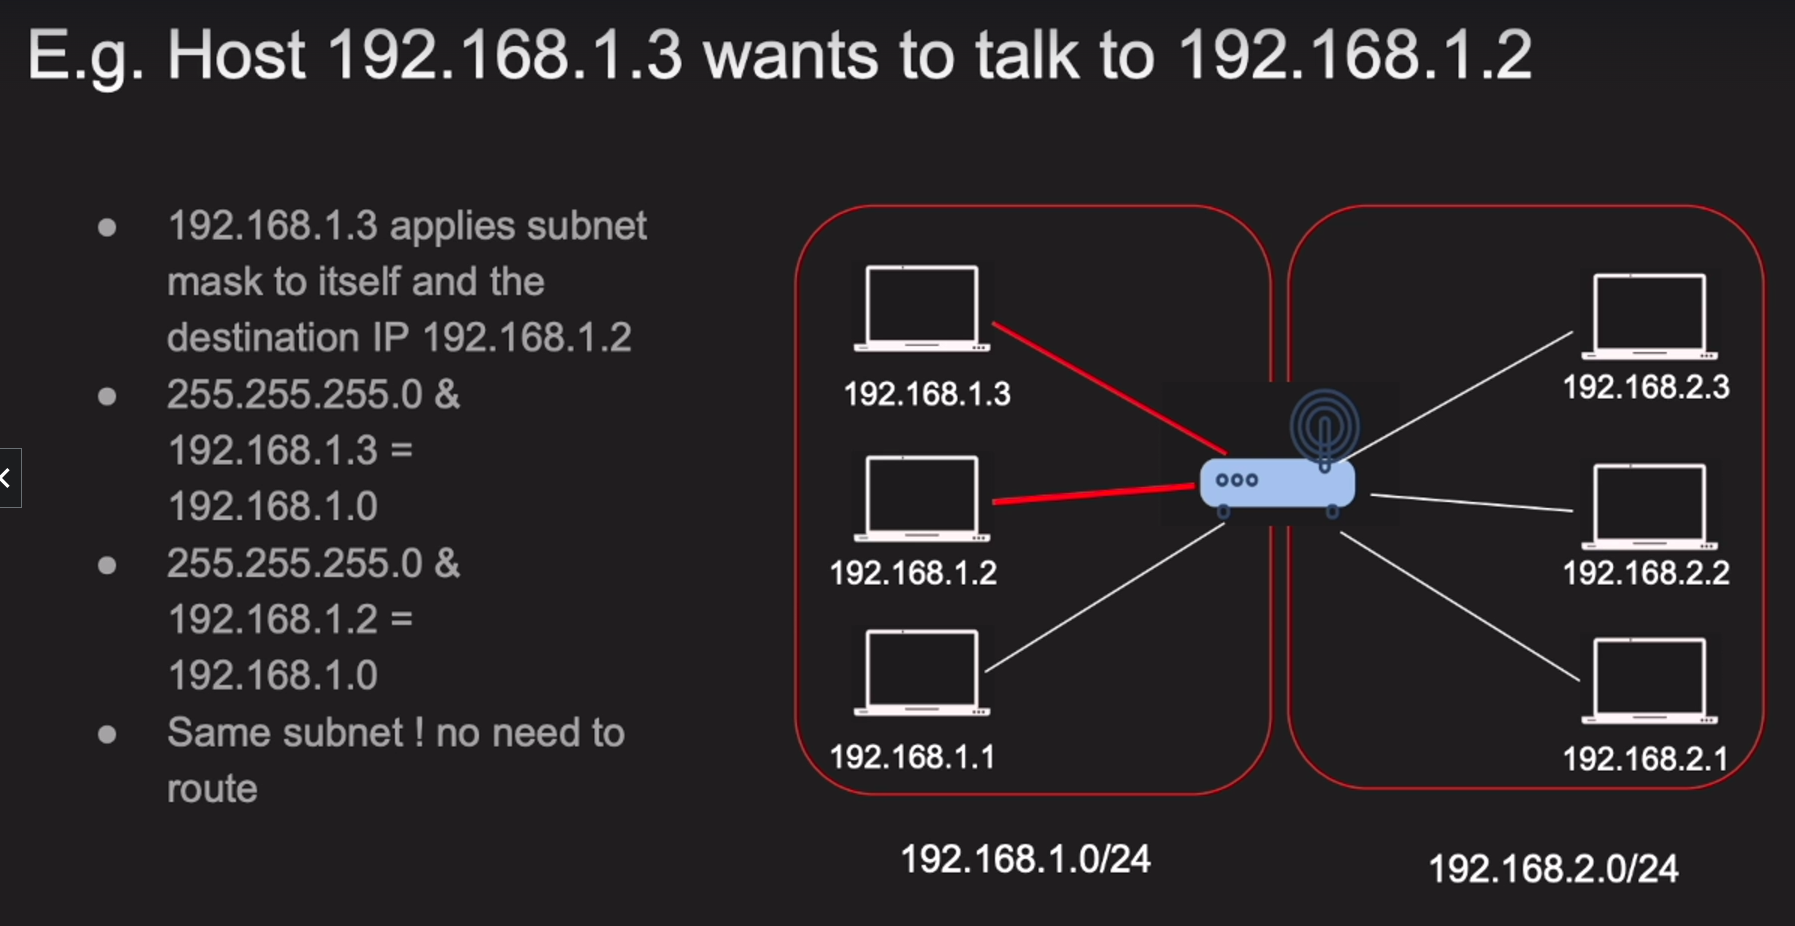 E.g. Host 192.168.1.3 wants to talk to 192.168.1.2
● 192.168.1.3 applies subnet
mask to itself and the
destination IP 192.168.1.2
● 255.255.255.0 &
192.168.1.3 =
192.168.1.0
● 255.255.255.0 &
192.168.1.2 =
192.168.1.0
● Same subnet ! no need to
route
192.168.1.3
192.168.1.2
192.168.1.1
192.168.1.0/24
192.168.2.3
192.168.2.2
192.168.2.1
192.168.2.0/24